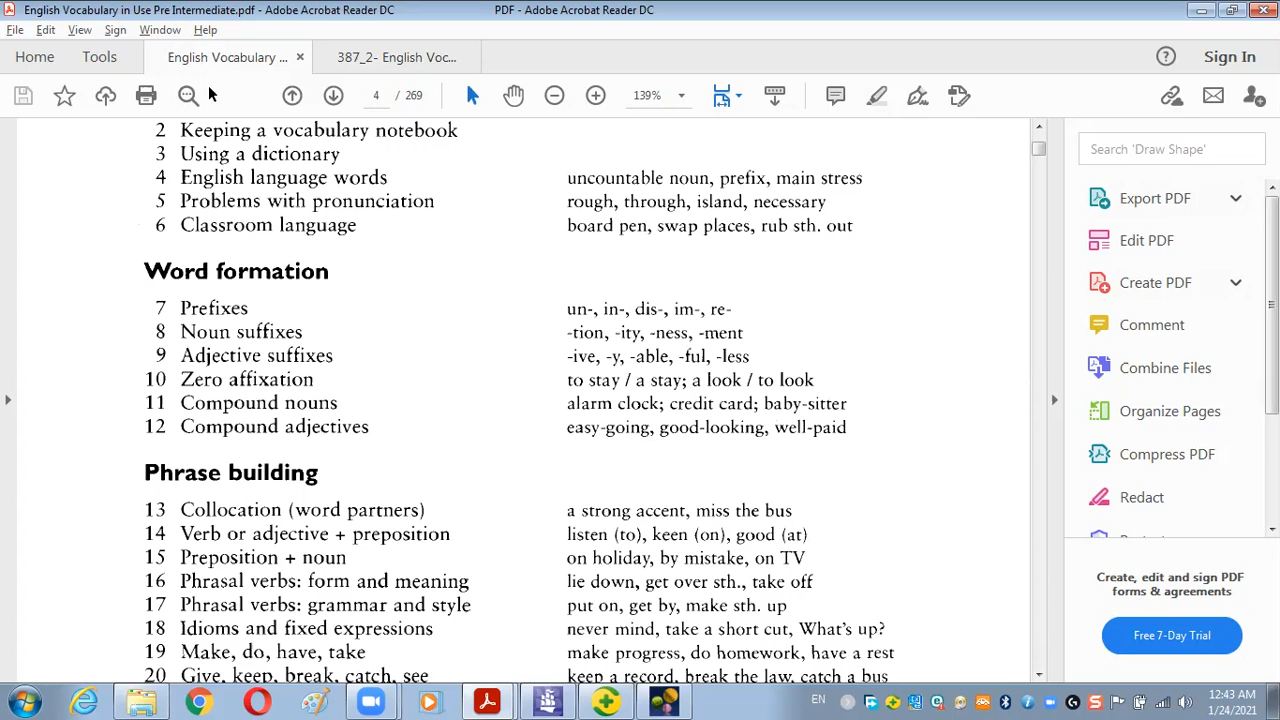 English Vocabulary in Use Pre Intermediate.pdf - Adobe Acrobat Reader DC
PDF - Adobe Acrobat Reader DC
File Edit View Sign Window Help
Home Tools English Vocabulary ... × 387_2- English Voc... Sign In
4 / 269 139%
2 Keeping a vocabulary notebook
3 Using a dictionary
4 English language words uncountable noun, prefix, main stress
5 Problems with pronunciation rough, through, island, necessary
6 Classroom language board pen, swap places, rub sth. out
Word formation
7 Prefixes un-, in-, dis-, im-, re-
8 Noun suffixes -tion, -ity, -ness, -ment
9 Adjective suffixes -ive, -y, -able, -ful, -less
10 Zero affixation to stay / a stay; a look / to look
11 Compound nouns alarm clock; credit card; baby-sitter
12 Compound adjectives easy-going, good-looking, well-paid
Phrase building
13 Collocation (word partners) a strong accent, miss the bus
14 Verb or adjective + preposition listen (to), keen (on), good (at)
15 Preposition + noun on holiday, by mistake, on TV
16 Phrasal verbs: form and meaning lie down, get over sth., take off
17 Phrasal verbs: grammar and style put on, get by, make sth. up
18 Idioms and fixed expressions never mind, take a short cut, What's up?
19 Make, do, have, take make progress, do homework, have a rest
20 Give, keep, break, catch, see keep a record, break the law, catch a bus
Search 'Draw Shape'
Export PDF
Edit PDF
Create PDF
Comment
Combine Files
Organize Pages
Compress PDF
Redact
Create, edit and sign PDF
forms & agreements
Free 7-Day Trial
EN
12:43 AM
1/24/2021